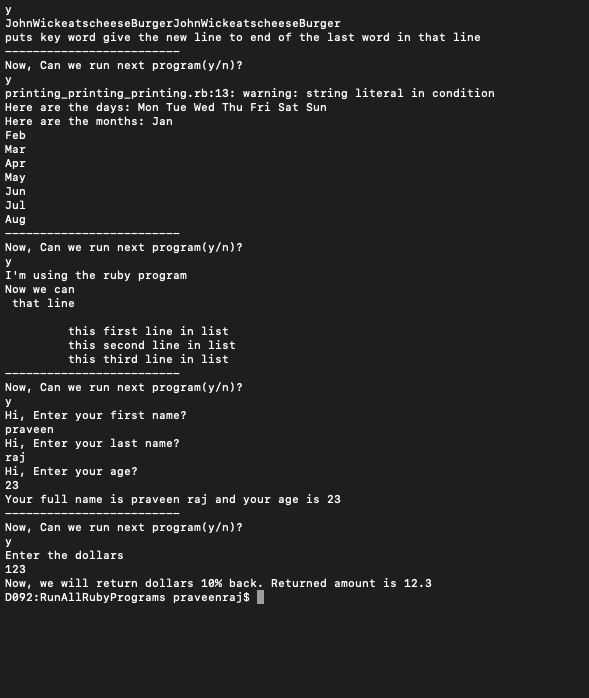 y
JohnWickeatscheeseBurgerJohnWickeatscheeseBurger
puts key word give the new line to end of the last word in that line
-------------------------
Now, Can we run next program(y/n)?
y
printing_printing_printing.rb:13: warning: string literal in condition
Here are the days: Mon Tue Wed Thu Fri Sat Sun
Here are the months: Jan
Feb
Mar
Apr
May
Jun
Jul
Aug
-------------------------
Now, Can we run next program(y/n)?
y
I'm using the ruby program
Now we can
 that line

         this first line in list
         this second line in list
         this third line in list
-------------------------
Now, Can we run next program(y/n)?
y
Hi, Enter your first name?
praveen
Hi, Enter your last name?
raj
Hi, Enter your age?
23
Your full name is praveen raj and your age is 23
-------------------------
Now, Can we run next program(y/n)?
y
Enter the dollars
123
Now, we will return dollars 10% back. Returned amount is 12.3
D092:RunAllRubyPrograms praveenraj$